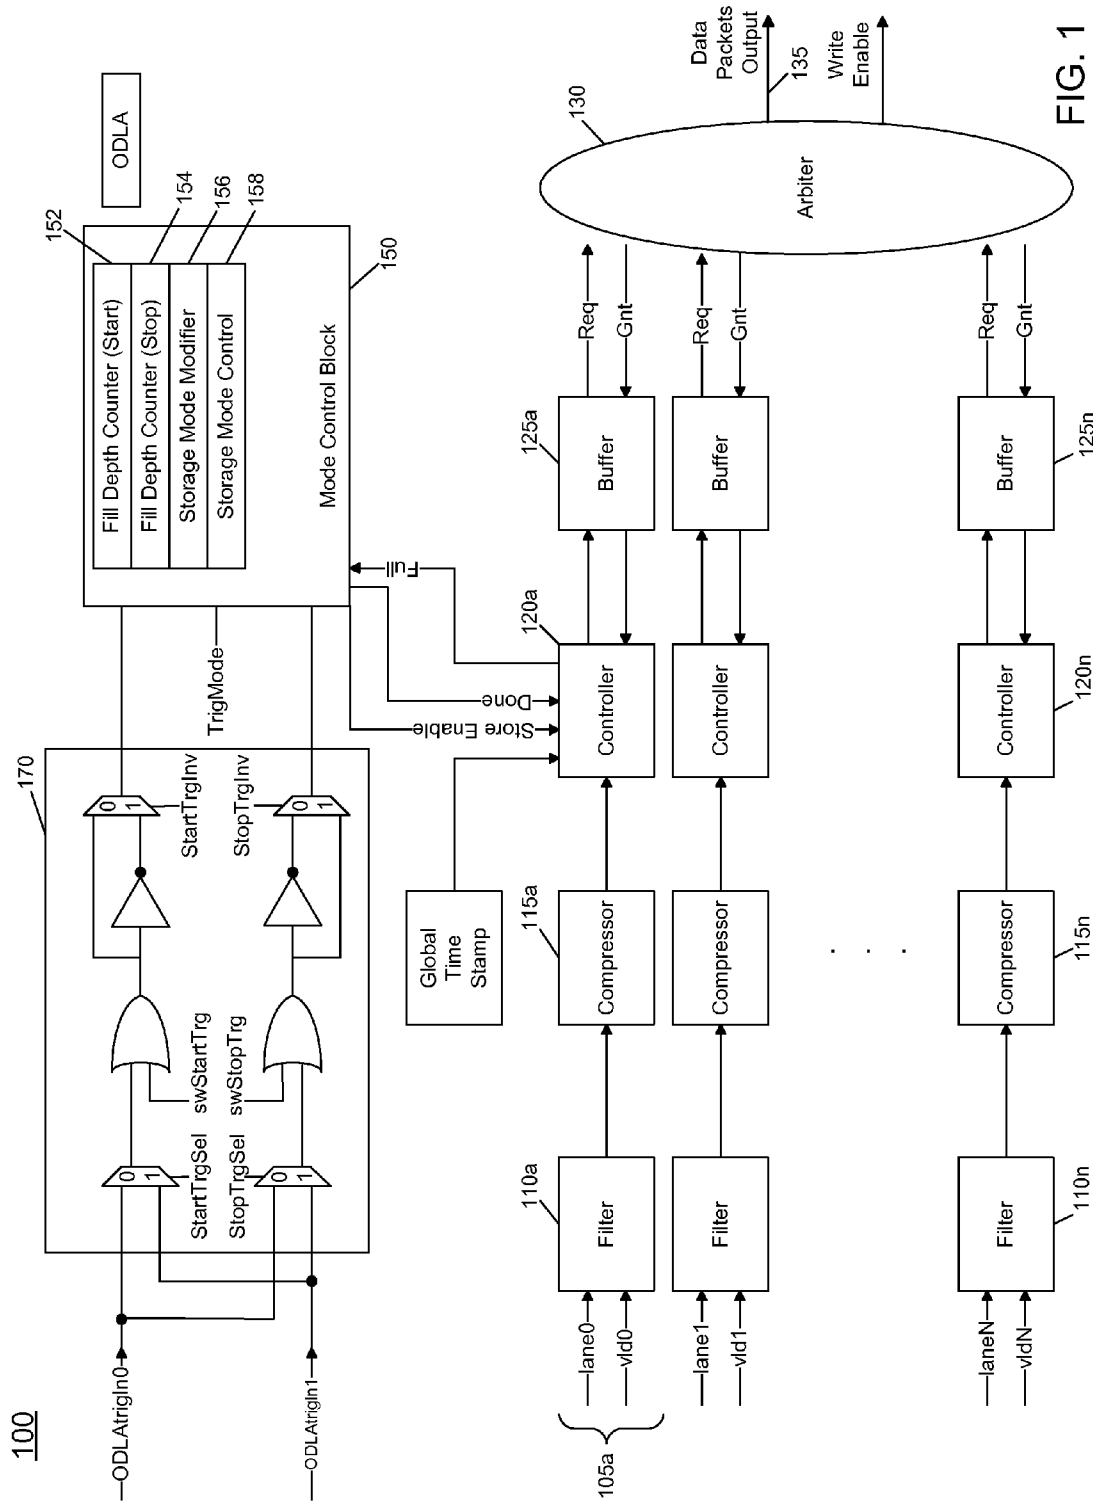 100
ODLAtrigIn0
ODLAtrigIn1
170
0
1
StartTrgSel
StopTrgSel
0
1
swStartTrg
swStopTrg
0
1
StartTrgInv
StopTrgInv
0
1
TrigMode
152
154
156
158
Fill Depth Counter (Start)
Fill Depth Counter (Stop)
Storage Mode Modifier
Storage Mode Control
Mode Control Block
150
ODLA
Global
Time
Stamp
Store Enable
Done
Full
105a
lane0
vld0
110a
Filter
115a
Compressor
120a
Controller
125a
Buffer
Req
Gnt
lane1
vld1
Filter
Compressor
Controller
Buffer
Req
Gnt
. . .
laneN
vldN
Filter
110n
Compressor
115n
Controller
120n
Buffer
125n
Req
Gnt
Arbiter
130
Data
Packets
Output
135
Write
Enable
FIG. 1